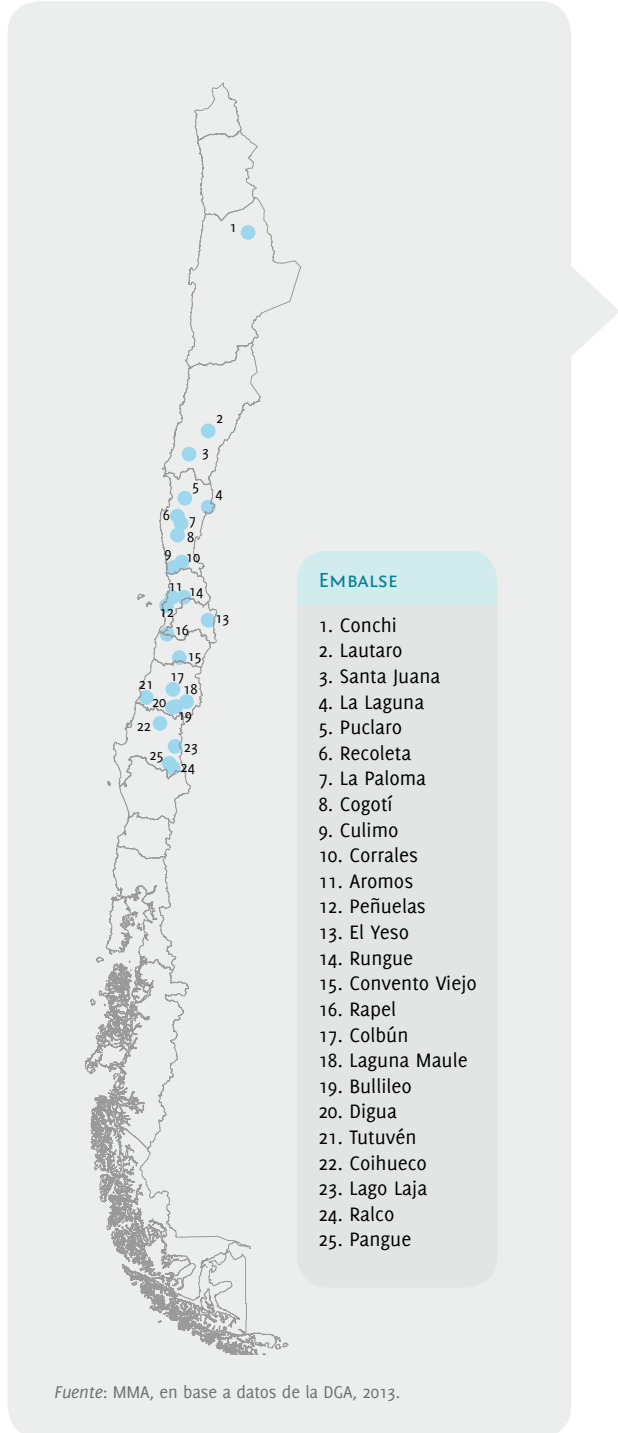 1
2
3
5
4
6
7
8
9
10
11
14
12
13
16
15
17
21
18
20
19
22
23
25
24
EMBALSE
1. Conchi
2. Lautaro
3. Santa Juana
4. La Laguna
5. Puclaro
6. Recoleta
7. La Paloma
8. Cogotí
9. Culimo
10. Corrales
11. Aromos
12. Peñuelas
13. El Yeso
14. Rungue
15. Convento Viejo
16. Rapel
17. Colbún
18. Laguna Maule
19. Bullileo
20. Digua
21. Tutuvén
22. Coihueco
23. Lago Laja
24. Ralco
25. Pangue
Fuente: MMA, en base a datos de la DGA, 2013.